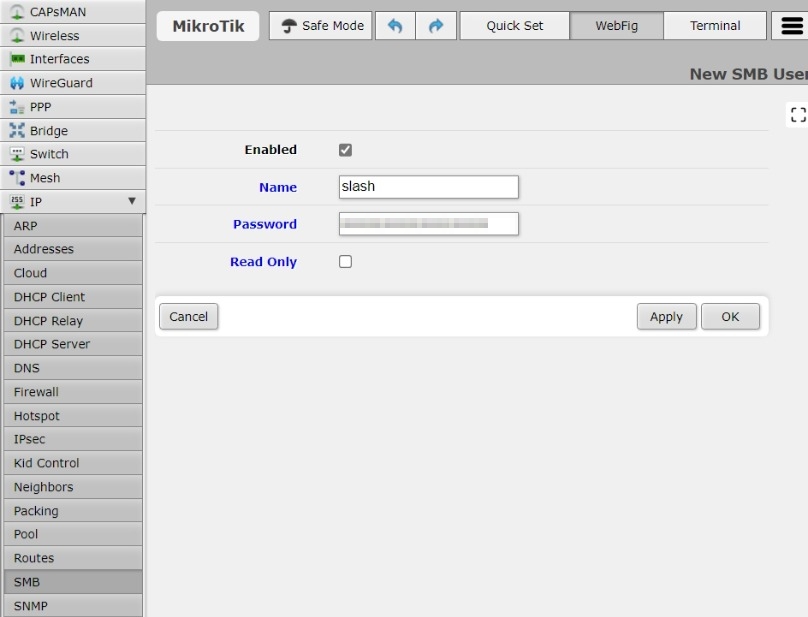 CAPsMAN
Wireless
Interfaces
WireGuard
PPP
Bridge
Switch
Mesh
IP
ARP
Addresses
Cloud
DHCP Client
DHCP Relay
DHCP Server
DNS
Firewall
Hotspot
IPsec
Kid Control
Neighbors
Packing
Pool
Routes
SMB
SNMP
MikroTik Safe Mode Quick Set WebFig Terminal
New SMB User
Enabled
Name slash
Password
Read Only
Cancel Apply OK